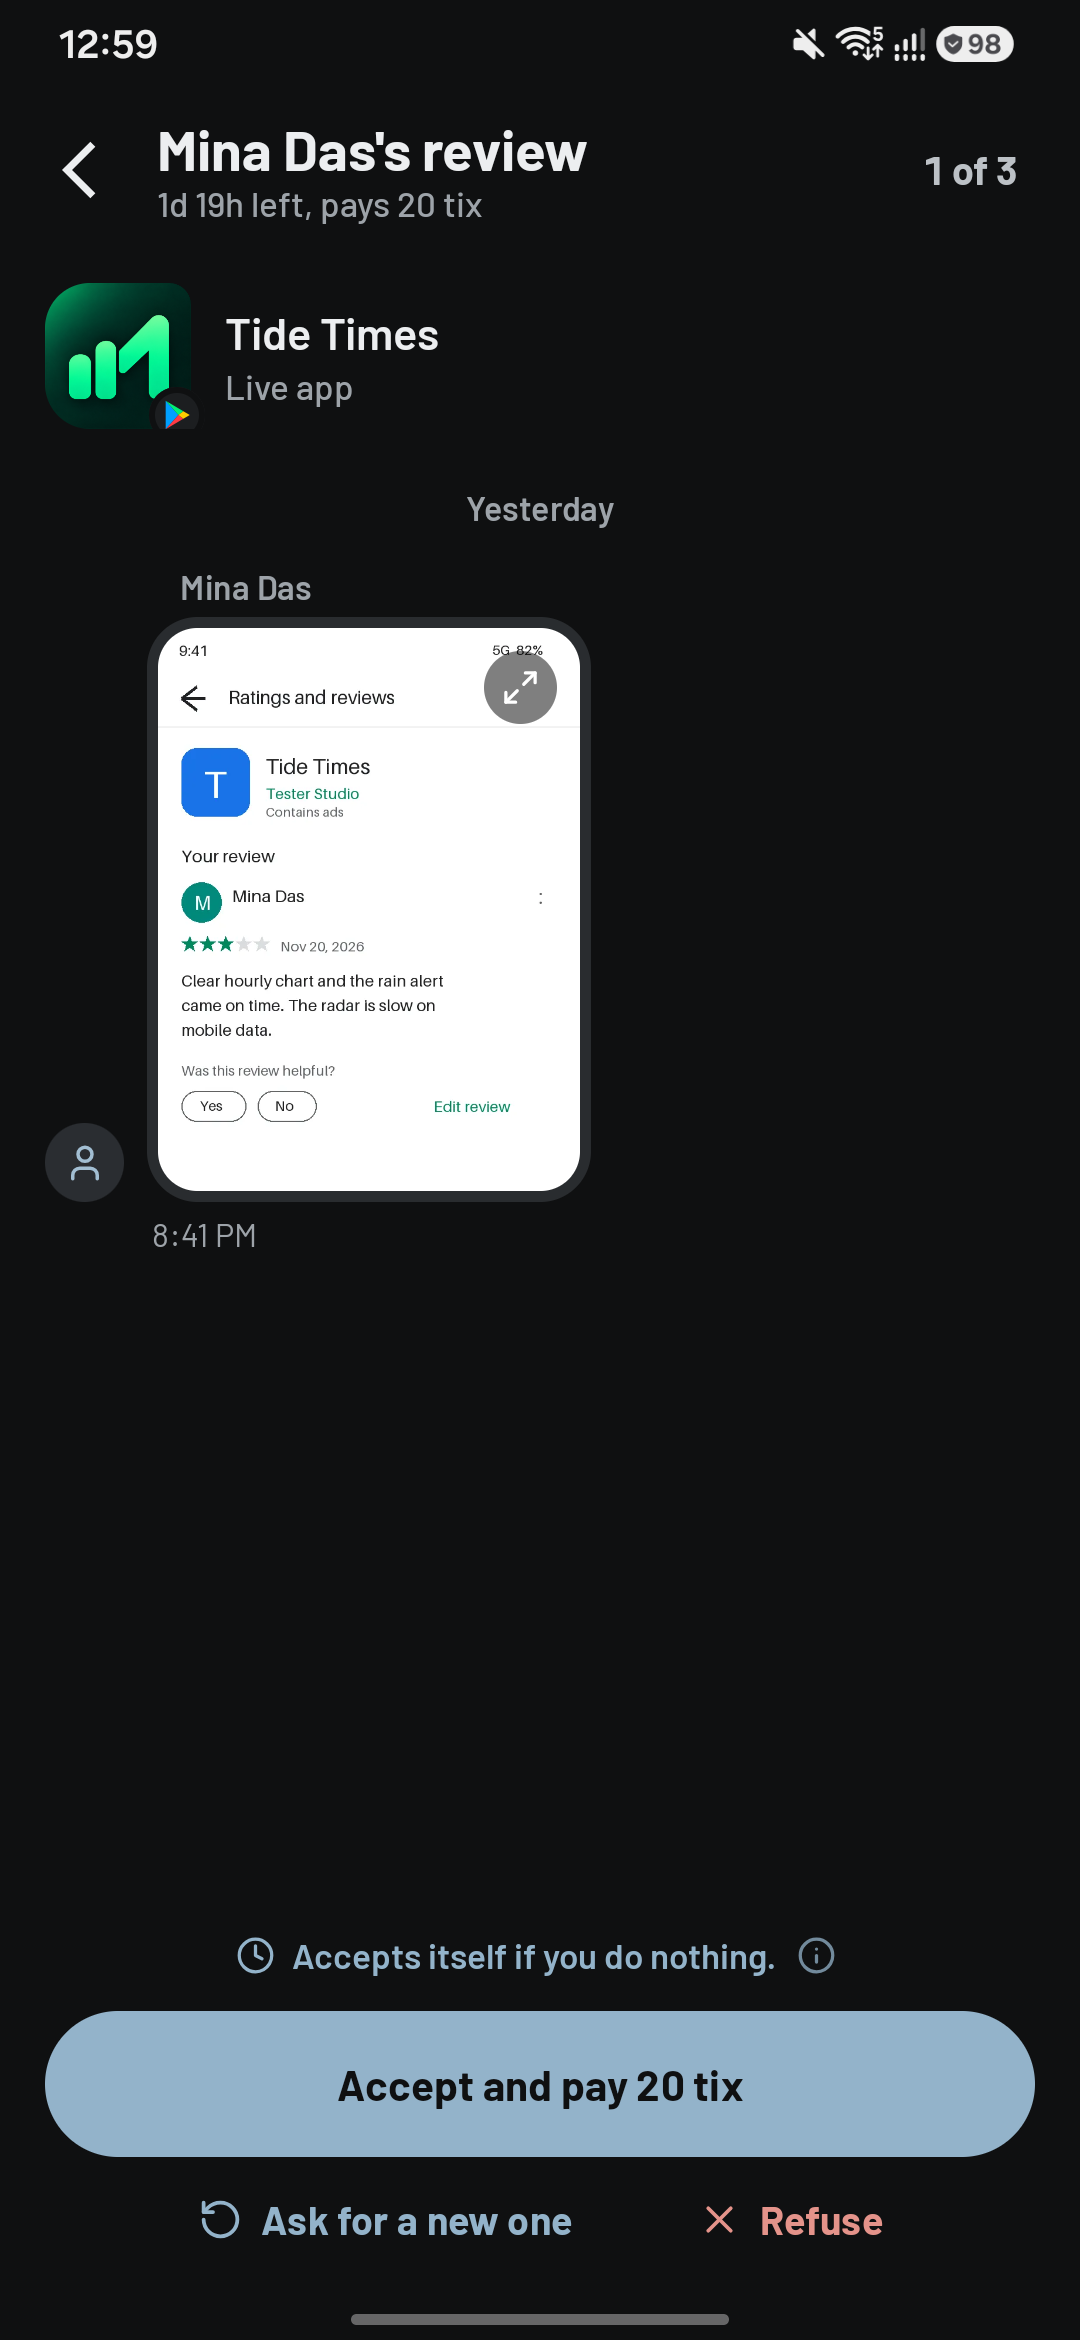 12:59
5
98
Mina Das's review
1d 19h left, pays 20 tix
1 of 3
Tide Times
Live app
Yesterday
Mina Das
9:41
5G 82%
Ratings and reviews
T
Tide Times
Tester Studio
Contains ads
Your review
M
Mina Das
Nov 20, 2026
Clear hourly chart and the rain alert
came on time. The radar is slow on
mobile data.
Was this review helpful?
Yes
No
Edit review
8:41 PM
Accepts itself if you do nothing.
Accept and pay 20 tix
Ask for a new one
Refuse